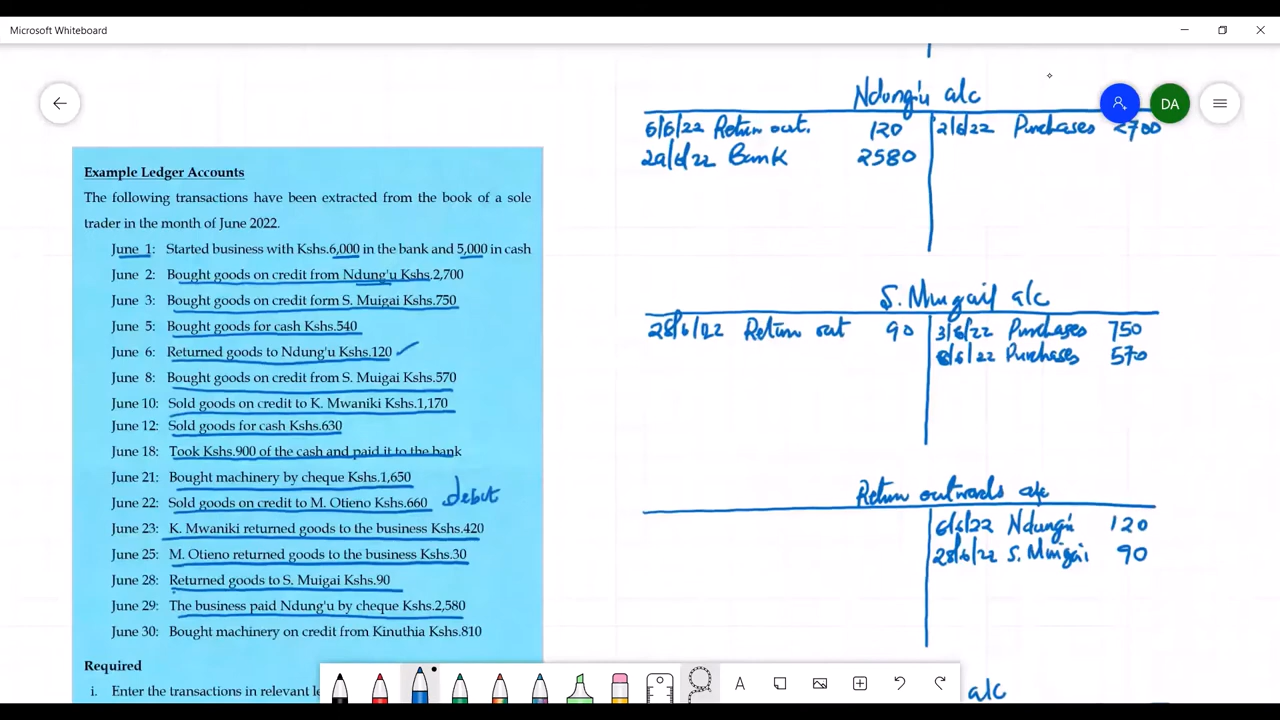 Microsoft Whiteboard
DA
Example Ledger Accounts
The following transactions have been extracted from the book of a sole
trader in the month of June 2022.
June 1: Started business with Kshs.6,000 in the bank and 5,000 in cash
June 2: Bought goods on credit from Ndung'u Kshs.2,700
June 3: Bought goods on credit form S. Muigai Kshs.750
June 5: Bought goods for cash Kshs.540
June 6: Returned goods to Ndung'u Kshs.120
June 8: Bought goods on credit from S. Muigai Kshs.570
June 10: Sold goods on credit to K. Mwaniki Kshs.1,170
June 12: Sold goods for cash Kshs.630
June 18: Took Kshs.900 of the cash and paid it to the bank
June 21: Bought machinery by cheque Kshs.1,650
June 22: Sold goods on credit to M. Otieno Kshs.660 debit
June 23: K. Mwaniki returned goods to the business Kshs.420
June 25: M. Otieno returned goods to the business Kshs.30
June 28: Returned goods to S. Muigai Kshs.90
June 29: The business paid Ndung'u by cheque Kshs.2,580
June 30: Bought machinery on credit from Kinuthia Kshs.810
Required
i. Enter the transactions in relevant le
Ndung'u a/c
6/6/22 Return out. 120 2/6/22 Purchases 2700
29/6/22 Bank 2580
S. Muigai a/c
28/6/22 Return out 90 3/6/22 Purchases 750
8/6/22 Purchases 570
Return outwards a/c
6/6/22 Ndung'u 120
28/6/22 S. Muigai 90
a/c
A